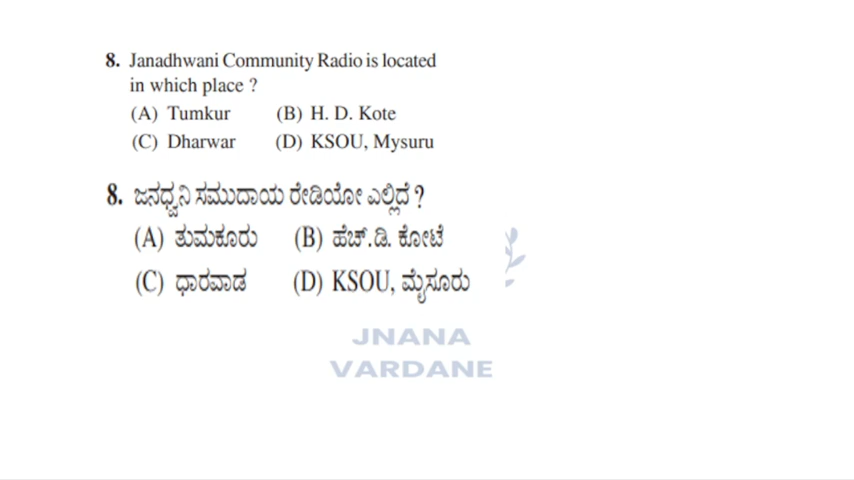 8. Janadhwani Community Radio is located
in which place ?
(A) Tumkur (B) H. D. Kote
(C) Dharwar (D) KSOU, Mysuru
8. ಜನಧ್ವನಿ ಸಮುದಾಯ ರೇಡಿಯೋ ಎಲ್ಲಿದೆ ?
(A) ತುಮಕೂರು (B) ಹೆಚ್.ಡಿ. ಕೋಟೆ
(C) ಧಾರವಾಡ (D) KSOU, ಮೈಸೂರು
JNANA
VARDANE